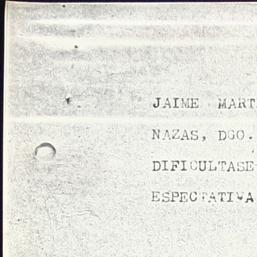 JAIME MART
NAZAS, DGO.
DIFICULTASE
ESPECTATIVA